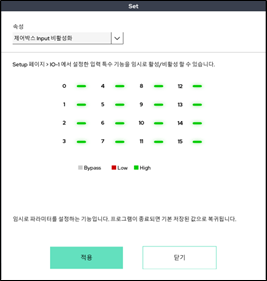 Set
속성
제어박스 Input 비활성화
Setup 페이지 > IO-1 에서 설정한 입력 특수 기능을 임시로 활성/비활성 할 수 있습니다.
0 4 8 12
1 5 9 13
2 6 10 14
3 7 11 15
Bypass Low High
임시로 파라미터를 설정하는 기능입니다. 프로그램이 종료되면 기본 저장된 값으로 복귀됩니다.
적용 닫기